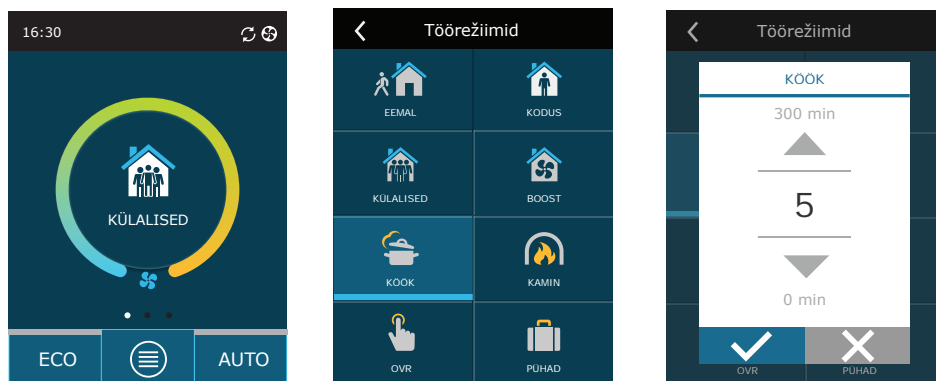 16:30
KÜLALISED
ECO
AUTO
Töörežiimid
EEMAL
KODUS
KÜLALISED
BOOST
KÖÖK
KAMIN
OVR
PÜHAD
Töörežiimid
KÖÖK
300 min
5
0 min
OVR
PÜHAD